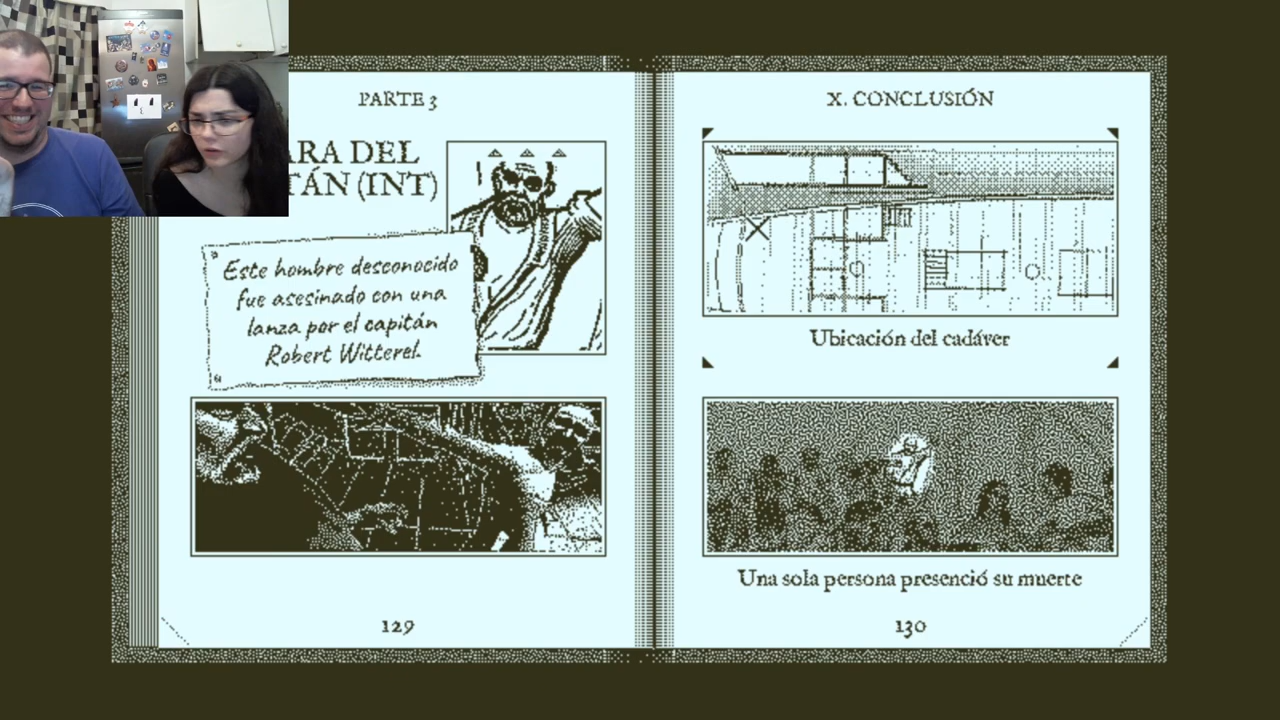 PARTE 3
ARA DEL
TÁN (INT)
Este hombre desconocido
fue asesinado con una
lanza por el capitán
Robert Witterel.
129
X. CONCLUSIÓN
Ubicación del cadáver
Una sola persona presenció su muerte
130